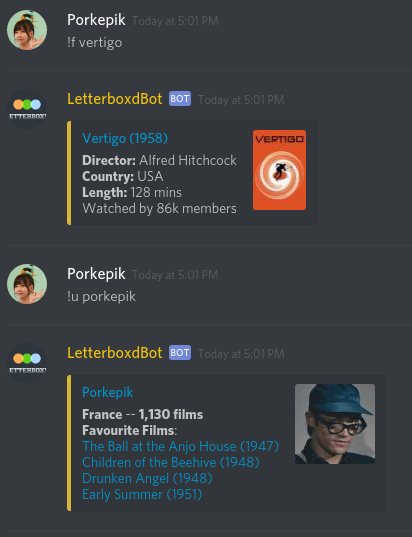 Porkepik Today at 5:01 PM
!f vertigo
LetterboxdBot BOT Today at 5:01 PM
ETTERBOX
Vertigo (1958)
VERTIGO
Director: Alfred Hitchcock
Country: USA
Length: 128 mins
Watched by 86k members
Porkepik Today at 5:01 PM
!u porkepik
LetterboxdBot BOT Today at 5:01 PM
ETTERBOX
Porkepik
France -- 1,130 films
Favourite Films:
The Ball at the Anjo House (1947)
Children of the Beehive (1948)
Drunken Angel (1948)
Early Summer (1951)